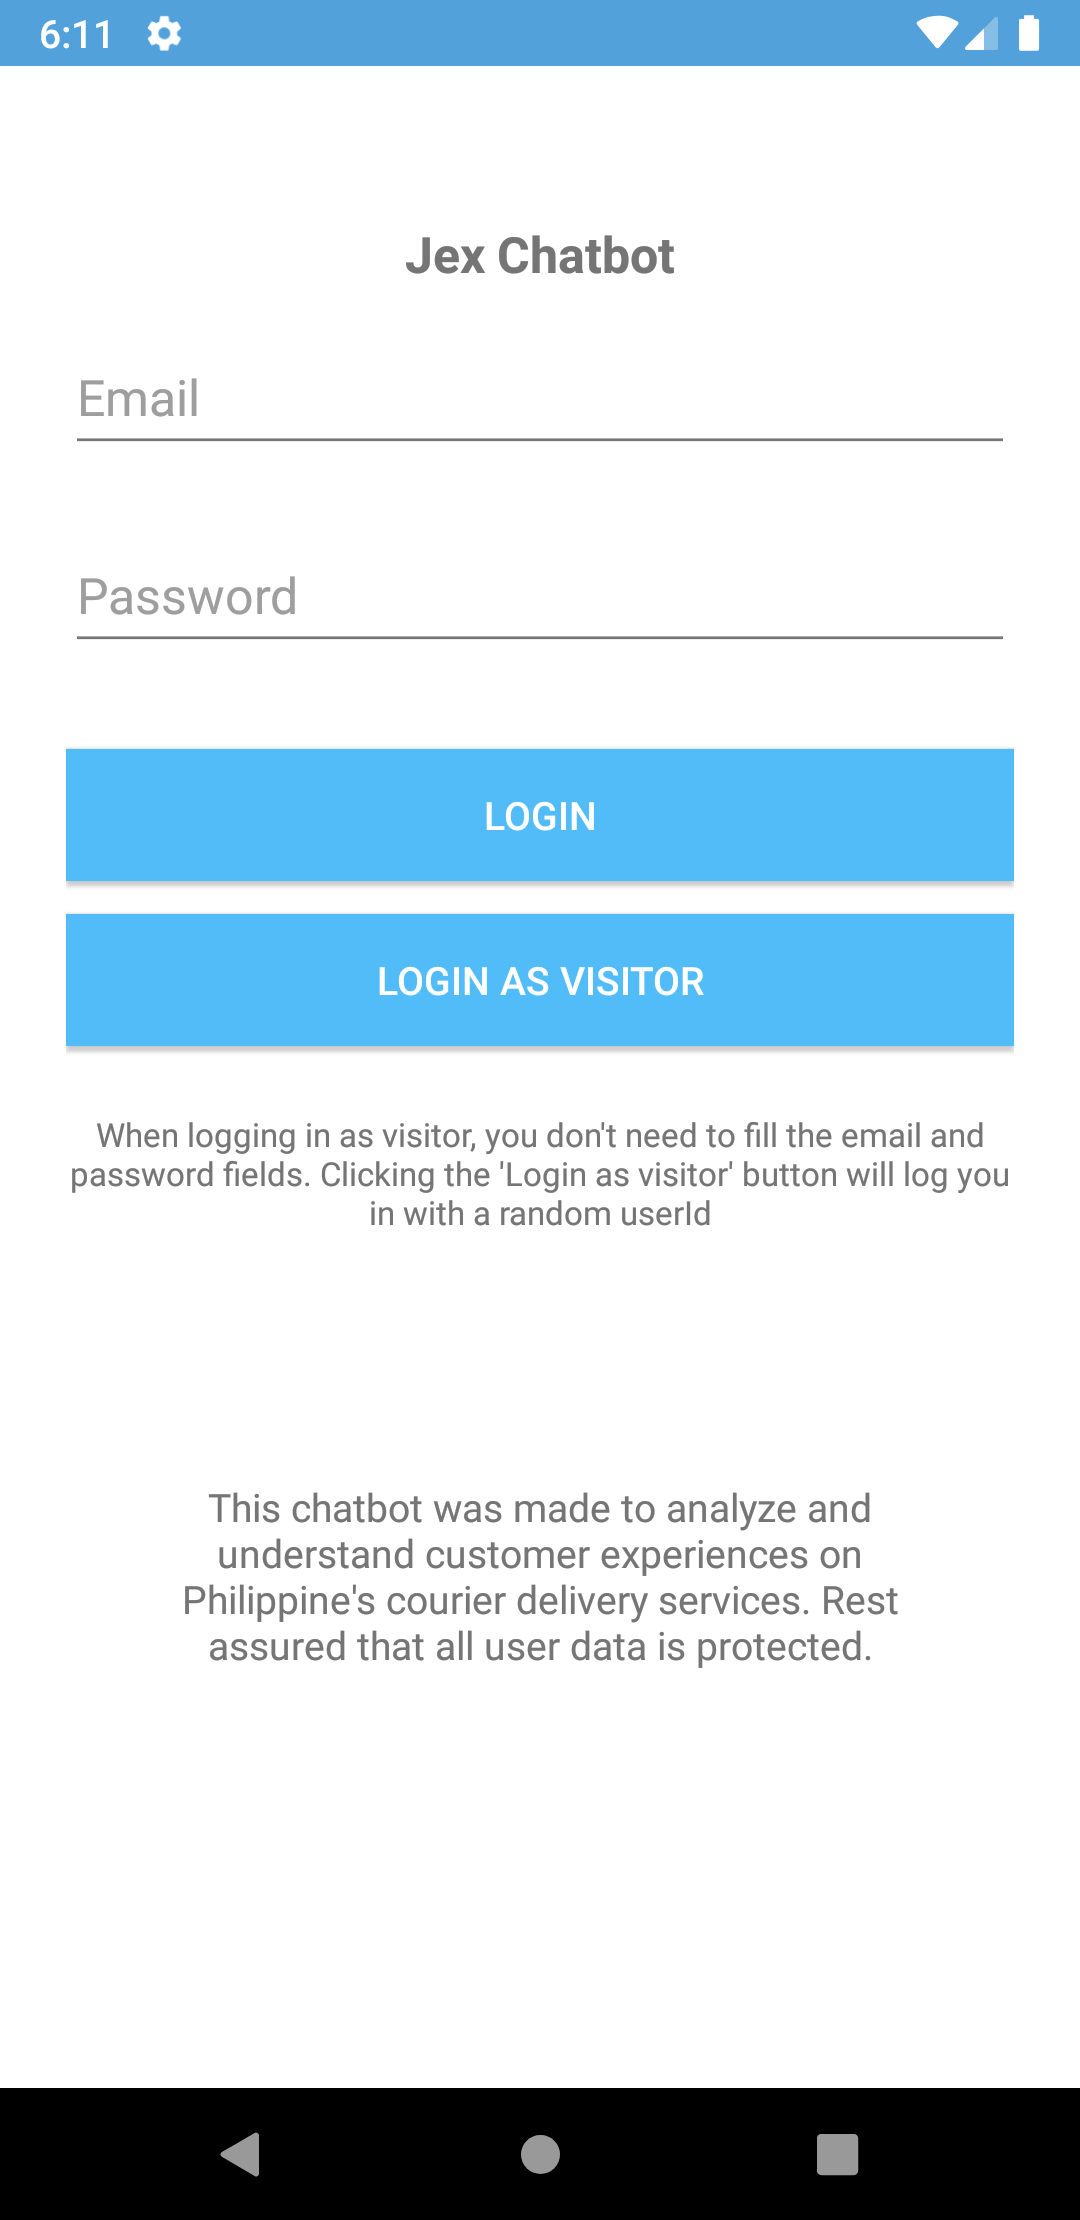 6:11
Jex Chatbot
Email
Password
LOGIN
LOGIN AS VISITOR
When logging in as visitor, you don't need to fill the email and
password fields. Clicking the 'Login as visitor' button will log you
in with a random userId
This chatbot was made to analyze and
understand customer experiences on
Philippine's courier delivery services. Rest
assured that all user data is protected.